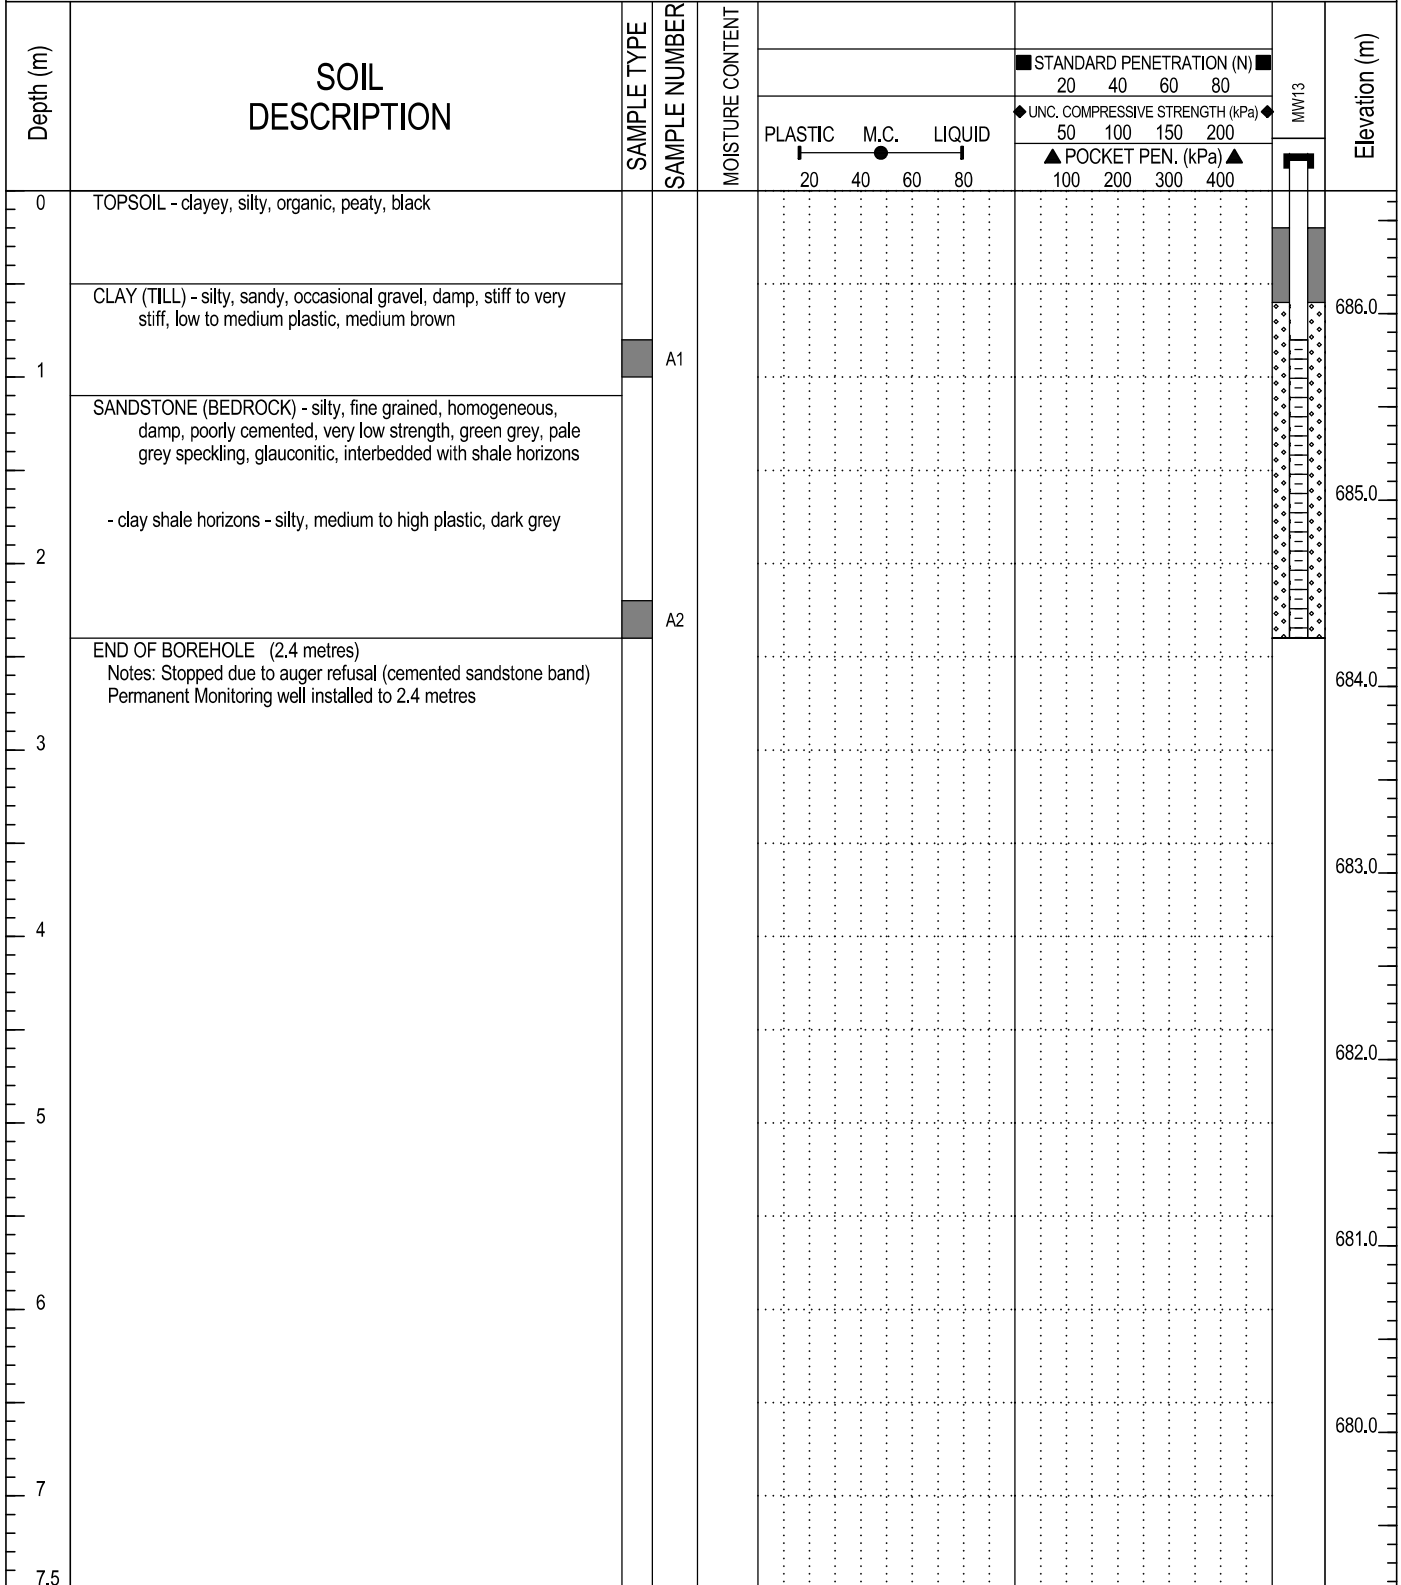 Depth (m)
SOIL
DESCRIPTION
SAMPLE TYPE
SAMPLE NUMBER
MOISTURE CONTENT
PLASTIC M.C. LIQUID
20 40 60 80
STANDARD PENETRATION (N)
20 40 60 80
UNC. COMPRESSIVE STRENGTH (kPa)
50 100 150 200
POCKET PEN. (kPa)
100 200 300 400
MW13
Elevation (m)
0
TOPSOIL - clayey, silty, organic, peaty, black
CLAY (TILL) - silty, sandy, occasional gravel, damp, stiff to very
stiff, low to medium plastic, medium brown
686.0
A1
1
SANDSTONE (BEDROCK) - silty, fine grained, homogeneous,
damp, poorly cemented, very low strength, green grey, pale
grey speckling, glauconitic, interbedded with shale horizons
685.0
- clay shale horizons - silty, medium to high plastic, dark grey
2
A2
END OF BOREHOLE (2.4 metres)
Notes: Stopped due to auger refusal (cemented sandstone band)
Permanent Monitoring well installed to 2.4 metres
684.0
3
683.0
4
682.0
5
681.0
6
680.0
7
7.5